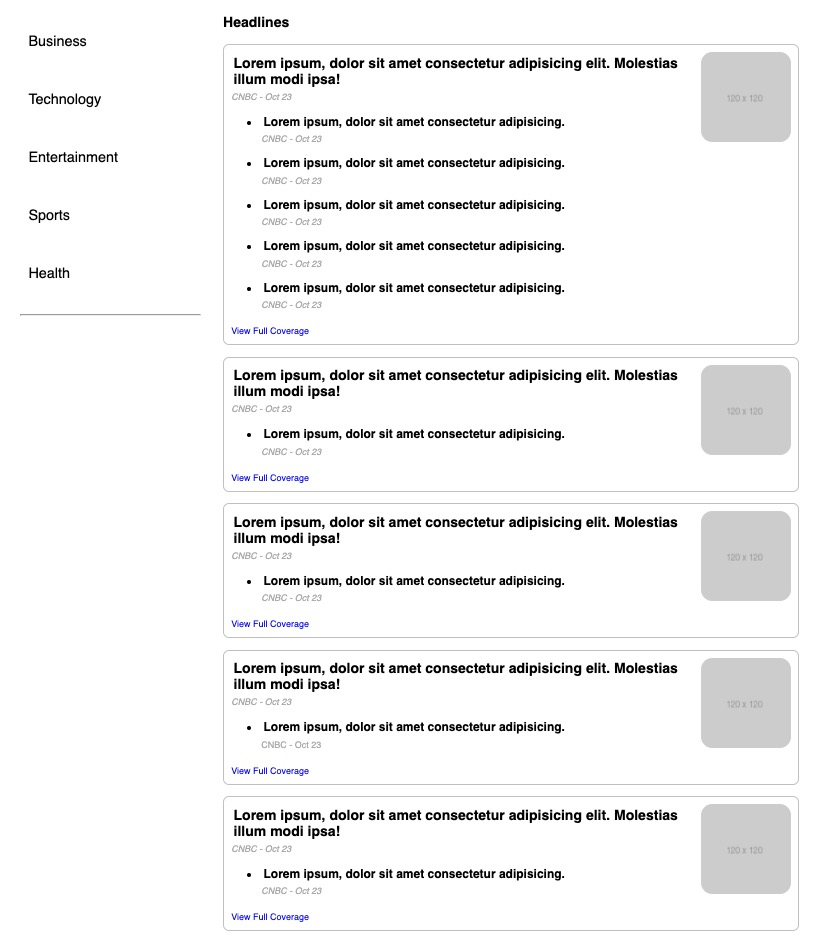 Business
Technology
Entertainment
Sports
Health
Headlines
Lorem ipsum, dolor sit amet consectetur adipisicing elit. Molestias
illum modi ipsa!
CNBC - Oct 23
Lorem ipsum, dolor sit amet consectetur adipisicing.
CNBC - Oct 23
Lorem ipsum, dolor sit amet consectetur adipisicing.
CNBC - Oct 23
Lorem ipsum, dolor sit amet consectetur adipisicing.
CNBC - Oct 23
Lorem ipsum, dolor sit amet consectetur adipisicing.
CNBC - Oct 23
Lorem ipsum, dolor sit amet consectetur adipisicing.
CNBC - Oct 23
View Full Coverage
120 x 120
Lorem ipsum, dolor sit amet consectetur adipisicing elit. Molestias
illum modi ipsa!
CNBC - Oct 23
Lorem ipsum, dolor sit amet consectetur adipisicing.
CNBC - Oct 23
View Full Coverage
120 x 120
Lorem ipsum, dolor sit amet consectetur adipisicing elit. Molestias
illum modi ipsa!
CNBC - Oct 23
Lorem ipsum, dolor sit amet consectetur adipisicing.
CNBC - Oct 23
View Full Coverage
120 x 120
Lorem ipsum, dolor sit amet consectetur adipisicing elit. Molestias
illum modi ipsa!
CNBC - Oct 23
Lorem ipsum, dolor sit amet consectetur adipisicing.
CNBC - Oct 23
View Full Coverage
120 x 120
Lorem ipsum, dolor sit amet consectetur adipisicing elit. Molestias
illum modi ipsa!
CNBC - Oct 23
Lorem ipsum, dolor sit amet consectetur adipisicing.
CNBC - Oct 23
View Full Coverage
120 x 120